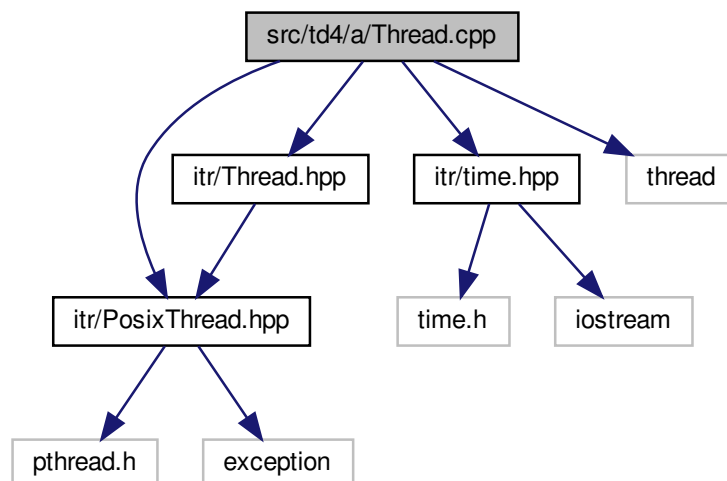 src/td4/a/Thread.cpp
itr/Thread.hpp
itr/time.hpp
thread
itr/PosixThread.hpp
time.h
iostream
pthread.h
exception